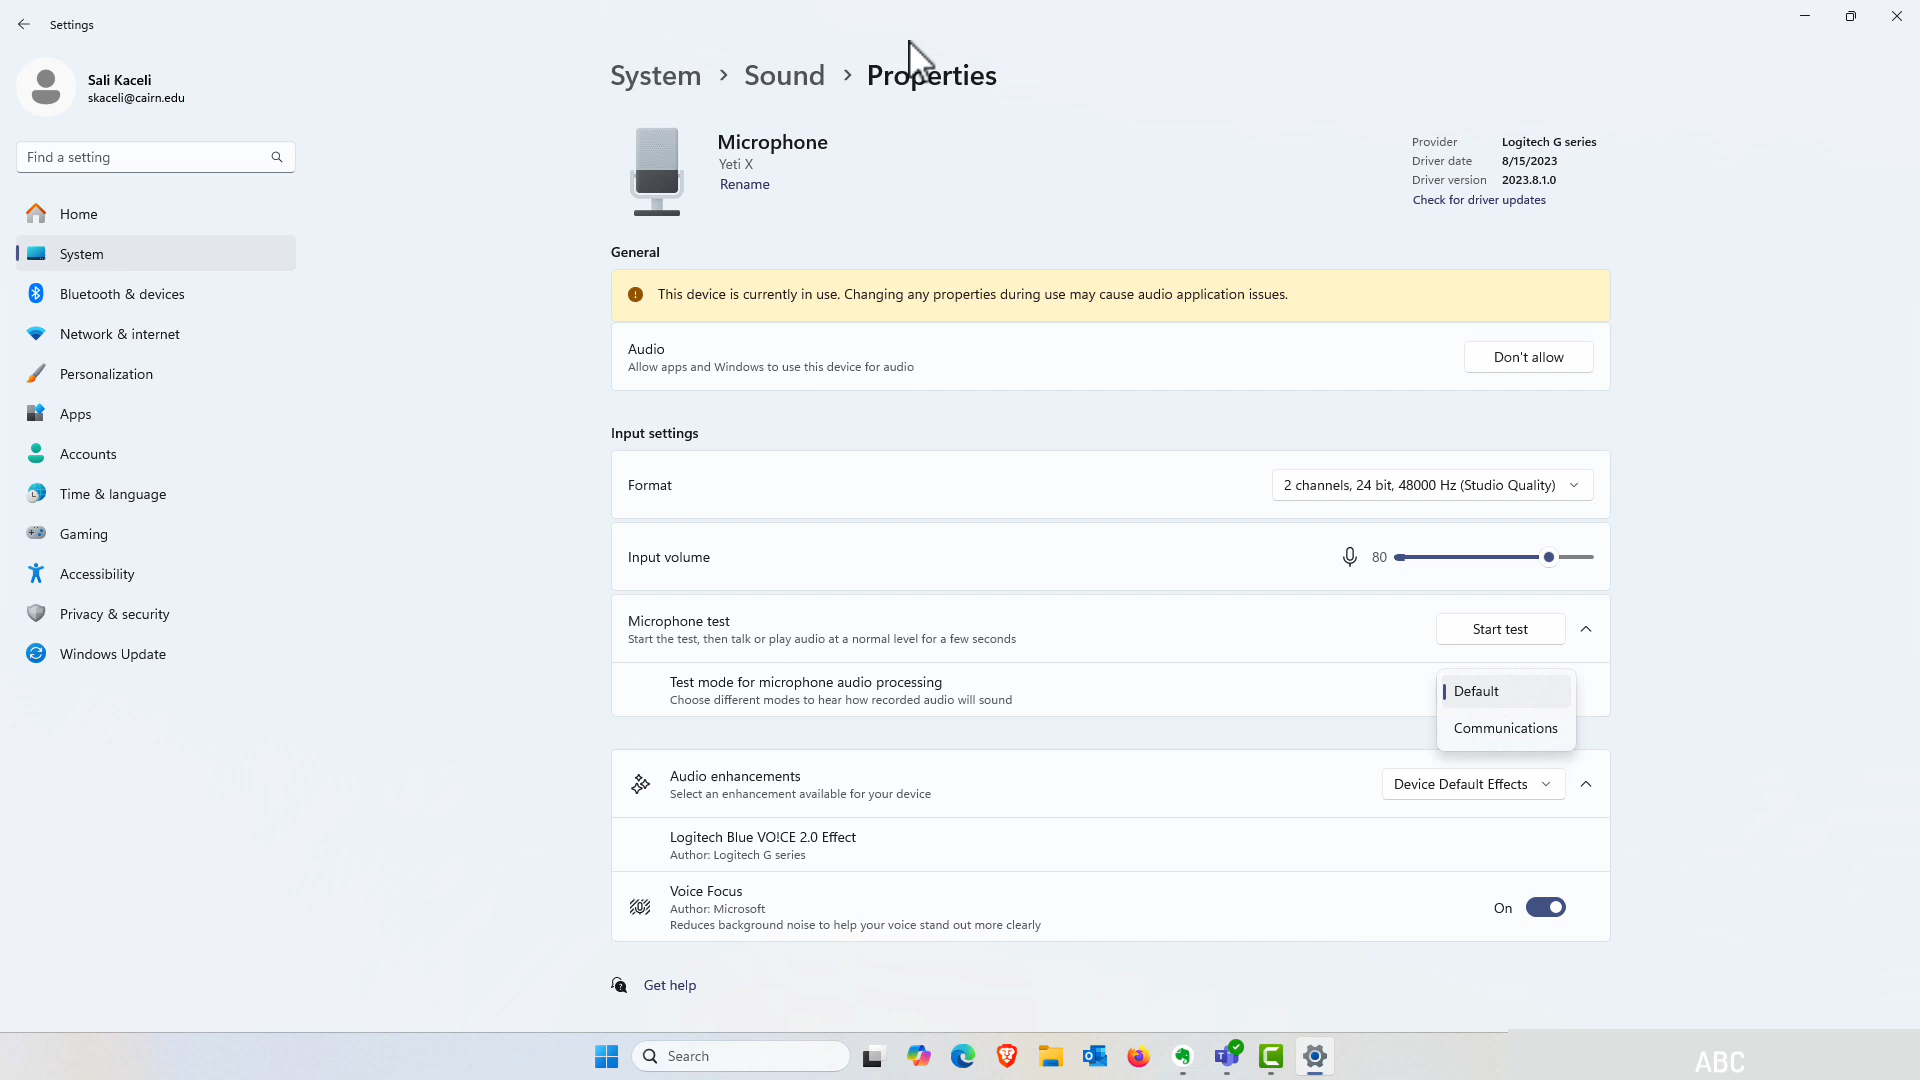 Settings
Sali Kaceli
skaceli@cairn.edu
Find a setting
Home
System
Bluetooth & devices
Network & internet
Personalization
Apps
Accounts
Time & language
Gaming
Accessibility
Privacy & security
Windows Update
System > Sound > Properties
Microphone
Yeti X
Rename
Provider Logitech G series
Driver date 8/15/2023
Driver version 2023.8.1.0
Check for driver updates
General
This device is currently in use. Changing any properties during use may cause audio application issues.
Audio
Allow apps and Windows to use this device for audio
Don't allow
Input settings
Format
2 channels, 24 bit, 48000 Hz (Studio Quality)
Input volume
80
Microphone test
Start the test, then talk or play audio at a normal level for a few seconds
Start test
Test mode for microphone audio processing
Choose different modes to hear how recorded audio will sound
Default
Communications
Audio enhancements
Select an enhancement available for your device
Device Default Effects
Logitech Blue VO!CE 2.0 Effect
Author: Logitech G series
Voice Focus
Author: Microsoft
Reduces background noise to help your voice stand out more clearly
On
Get help
Search
ABC